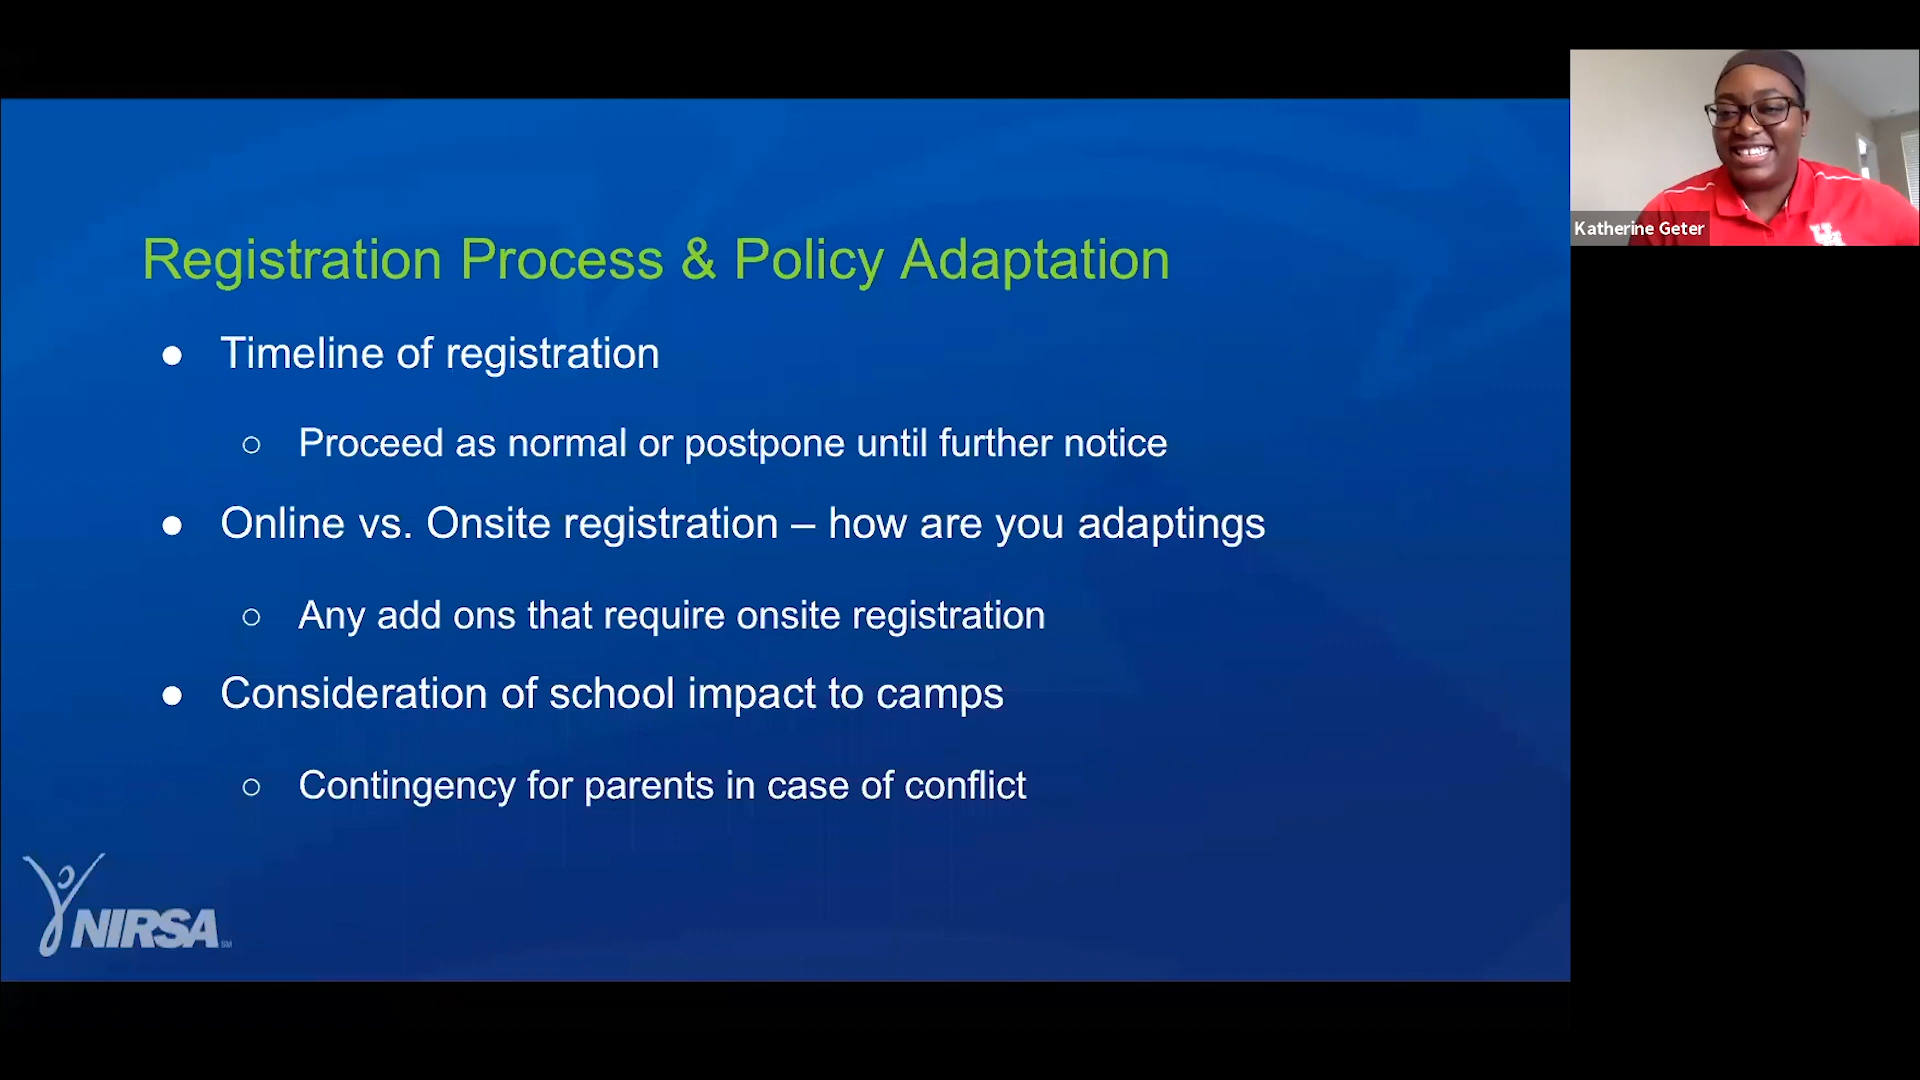 Registration Process & Policy Adaptation
● Timeline of registration
○ Proceed as normal or postpone until further notice
● Online vs. Onsite registration – how are you adaptings
○ Any add ons that require onsite registration
● Consideration of school impact to camps
○ Contingency for parents in case of conflict
NIRSA SM
Katherine Geter
UH